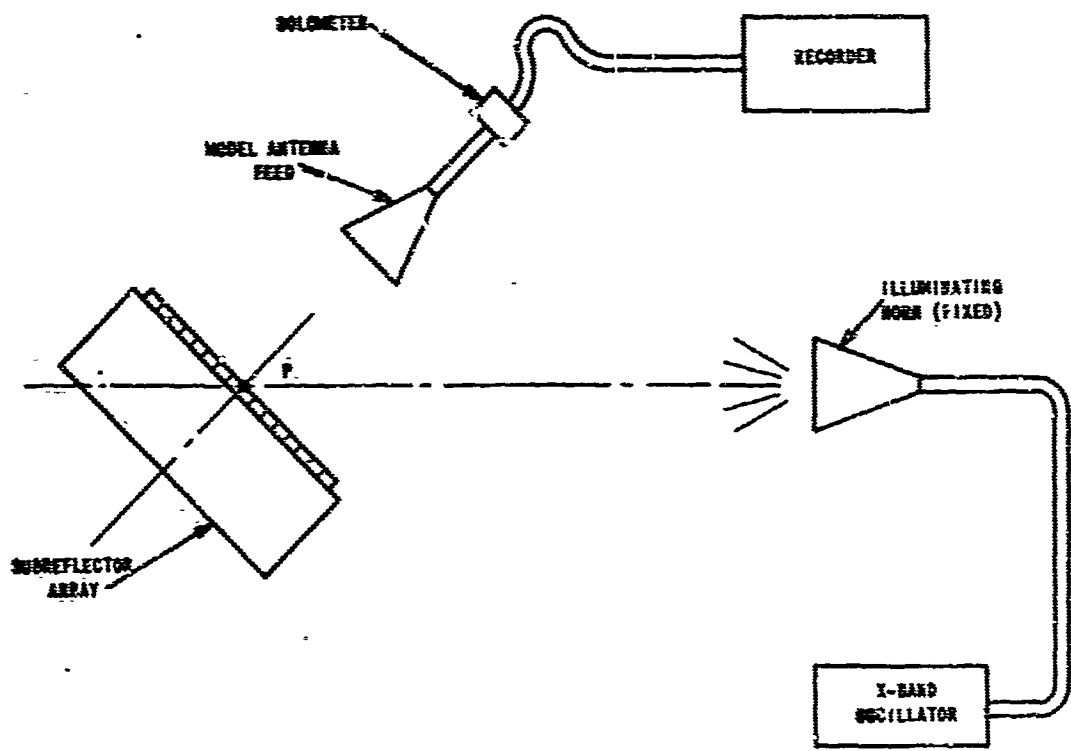 BOLOMETER
RECORDER
MODEL ANTENNA
FEED
ILLUMINATING
HORN (FIXED)
P
SUBREFLECTOR
ARRAY
X-BAND
OSCILLATOR